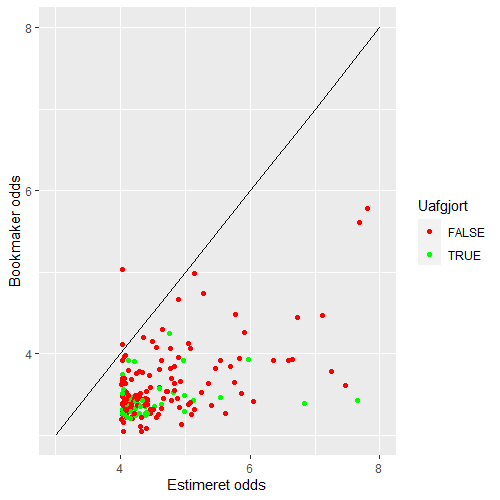 8
6
4
Bookmaker odds
4 6 8
Estimeret odds
Uafgjort
FALSE
TRUE